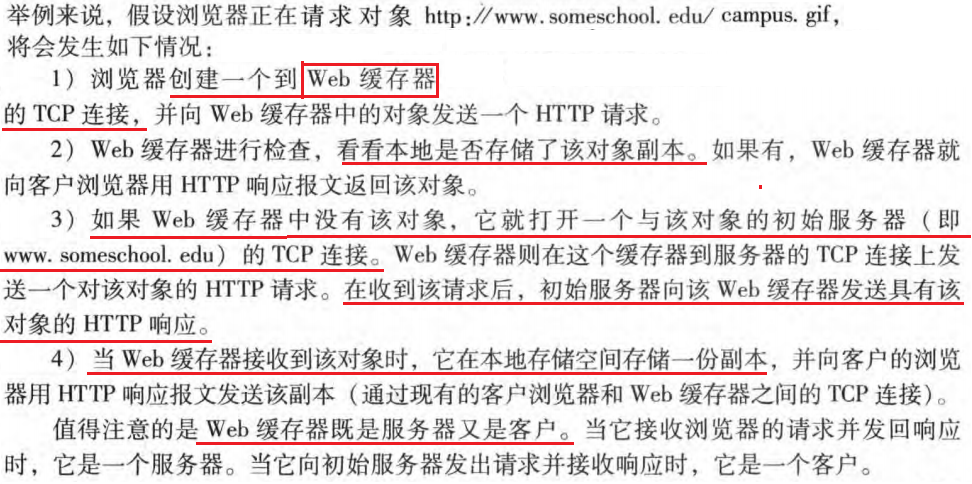 举例来说，假设浏览器正在请求对象 http://www.someschool.edu/campus.gif,
将会发生如下情况：
1）浏览器创建一个到 Web 缓存器
的 TCP 连接，并向 Web 缓存器中的对象发送一个 HTTP 请求。
2）Web 缓存器进行检查，看看本地是否存储了该对象副本。如果有，Web 缓存器就
向客户浏览器用 HTTP 响应报文返回该对象。
3）如果 Web 缓存器中没有该对象，它就打开一个与该对象的初始服务器（即
www.someschool.edu）的 TCP 连接。Web 缓存器则在这个缓存器到服务器的 TCP 连接上发
送一个对该对象的 HTTP 请求。在收到该请求后，初始服务器向该 Web 缓存器发送具有该
对象的 HTTP 响应。
4）当 Web 缓存器接收到该对象时，它在本地存储空间存储一份副本，并向客户的浏览
器用 HTTP 响应报文发送该副本（通过现有的客户浏览器和 Web 缓存器之间的 TCP 连接）。
值得注意的是 Web 缓存器既是服务器又是客户。当它接收浏览器的请求并发回响应
时，它是一个服务器。当它向初始服务器发出请求并接收响应时，它是一个客户。